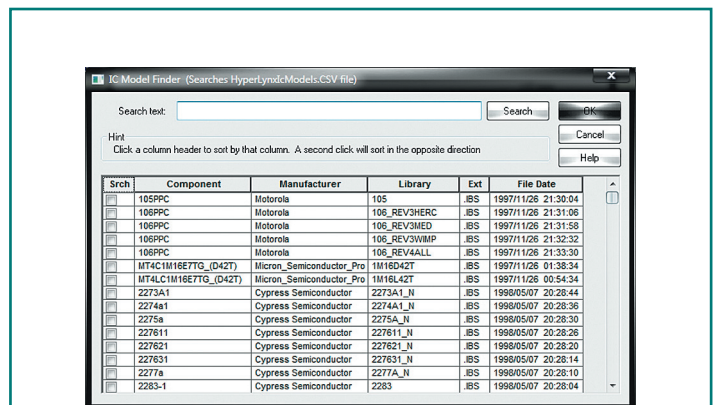 IC Model Finder (Searches HyperLynxIcModels.CSV file)
x
Search text:
Search
OK
Hint
Cancel
Click a column header to sort by that column. A second click will sort in the opposite direction
Help
Srch Component Manufacturer Library Ext File Date
105PPC Motorola 105 .IBS 1997/11/26 21:30:04
106PPC Motorola 106_REV3HERC .IBS 1997/11/26 21:31:06
106PPC Motorola 106_REV3MED .IBS 1997/11/26 21:31:58
106PPC Motorola 106_REV3WIMP .IBS 1997/11/26 21:32:32
106PPC Motorola 106_REV4ALL .IBS 1997/11/26 21:33:30
MT4C1M16E7TG_(D42T) Micron_Semiconductor_Pro 1M16D42T .IBS 1997/11/26 01:38:34
MT4LC1M16E7TG_(D42T) Micron_Semiconductor_Pro 1M16L42T .IBS 1997/11/26 00:54:34
2273A1 Cypress Semiconductor 2273A1_N .IBS 1998/05/07 20:28:44
2274a1 Cypress Semiconductor 2274A1_N .IBS 1998/05/07 20:28:36
2275a Cypress Semiconductor 2275A_N .IBS 1998/05/07 20:28:30
227611 Cypress Semiconductor 227611_N .IBS 1998/05/07 20:28:26
227621 Cypress Semiconductor 227621_N .IBS 1998/05/07 20:28:20
227631 Cypress Semiconductor 227631_N .IBS 1998/05/07 20:28:14
2277a Cypress Semiconductor 2277A_N .IBS 1998/05/07 20:28:10
2283-1 Cypress Semiconductor 2283 .IBS 1998/05/07 20:28:04